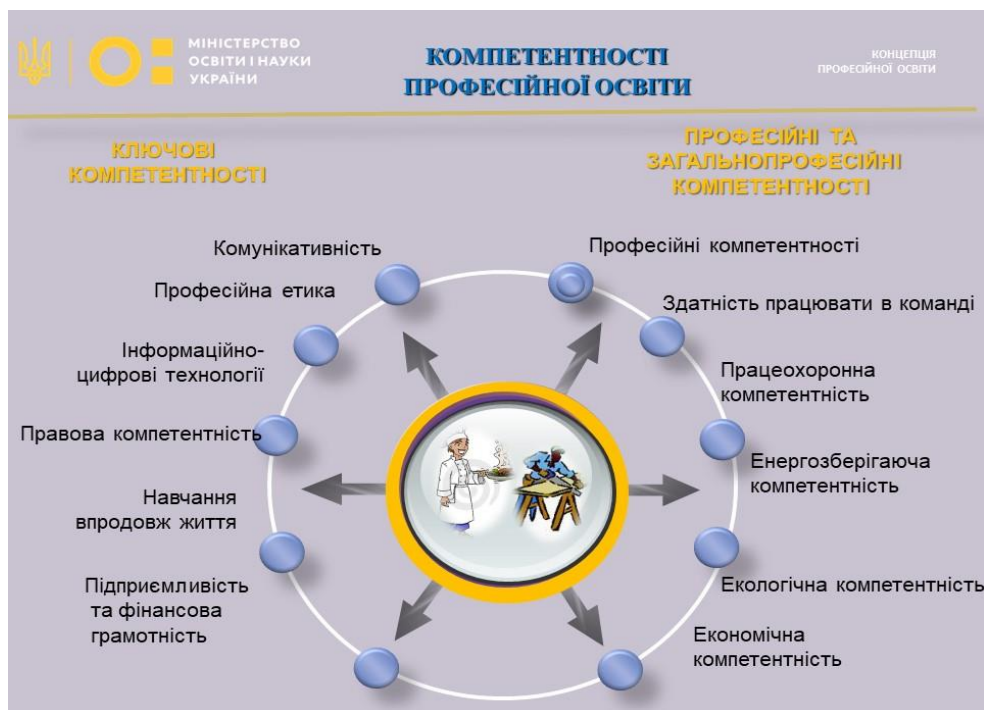 МІНІСТЕРСТВО
ОСВІТИ І НАУКИ
УКРАЇНИ
КОМПЕТЕНТНОСТІ
ПРОФЕСІЙНОЇ ОСВІТИ
КОНЦЕПЦІЯ
ПРОФЕСІЙНОЇ ОСВІТИ
КЛЮЧОВІ
КОМПЕТЕНТНОСТІ
ПРОФЕСІЙНІ ТА
ЗАГАЛЬНОПРОФЕСІЙНІ
КОМПЕТЕНТНОСТІ
Комунікативність
Професійна етика
Інформаційно-
цифрові технології
Правова компетентність
Навчання
впродовж життя
Підприємливість
та фінансова
грамотність
Професійні компетентності
Здатність працювати в команді
Працеохоронна
компетентність
Енергозберігаюча
компетентність
Екологічна компетентність
Економічна
компетентність